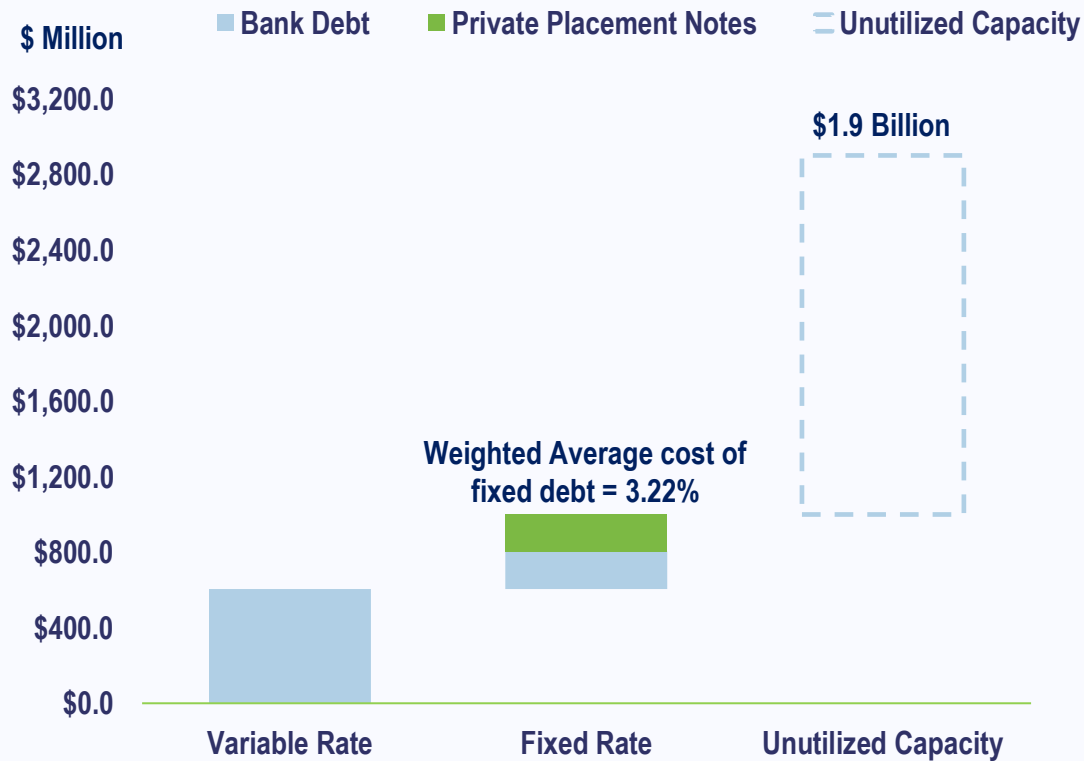 $ Million
Bank Debt
Private Placement Notes
Unutilized Capacity
$3,200.0
$2,800.0
$2,400.0
$2,000.0
$1,600.0
$1,200.0
$800.0
$400.0
$0.0
$1.9 Billion
Weighted Average cost of
fixed debt = 3.22%
Variable Rate
Fixed Rate
Unutilized Capacity